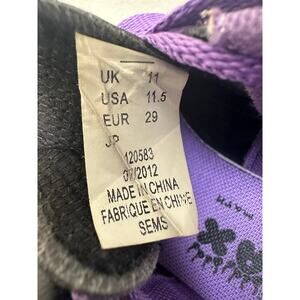 UK 11
USA 11.5
EUR 29
JP
120583
07/2012
MADE IN CHINA
FABRIQUE EN CHINE
SEMS